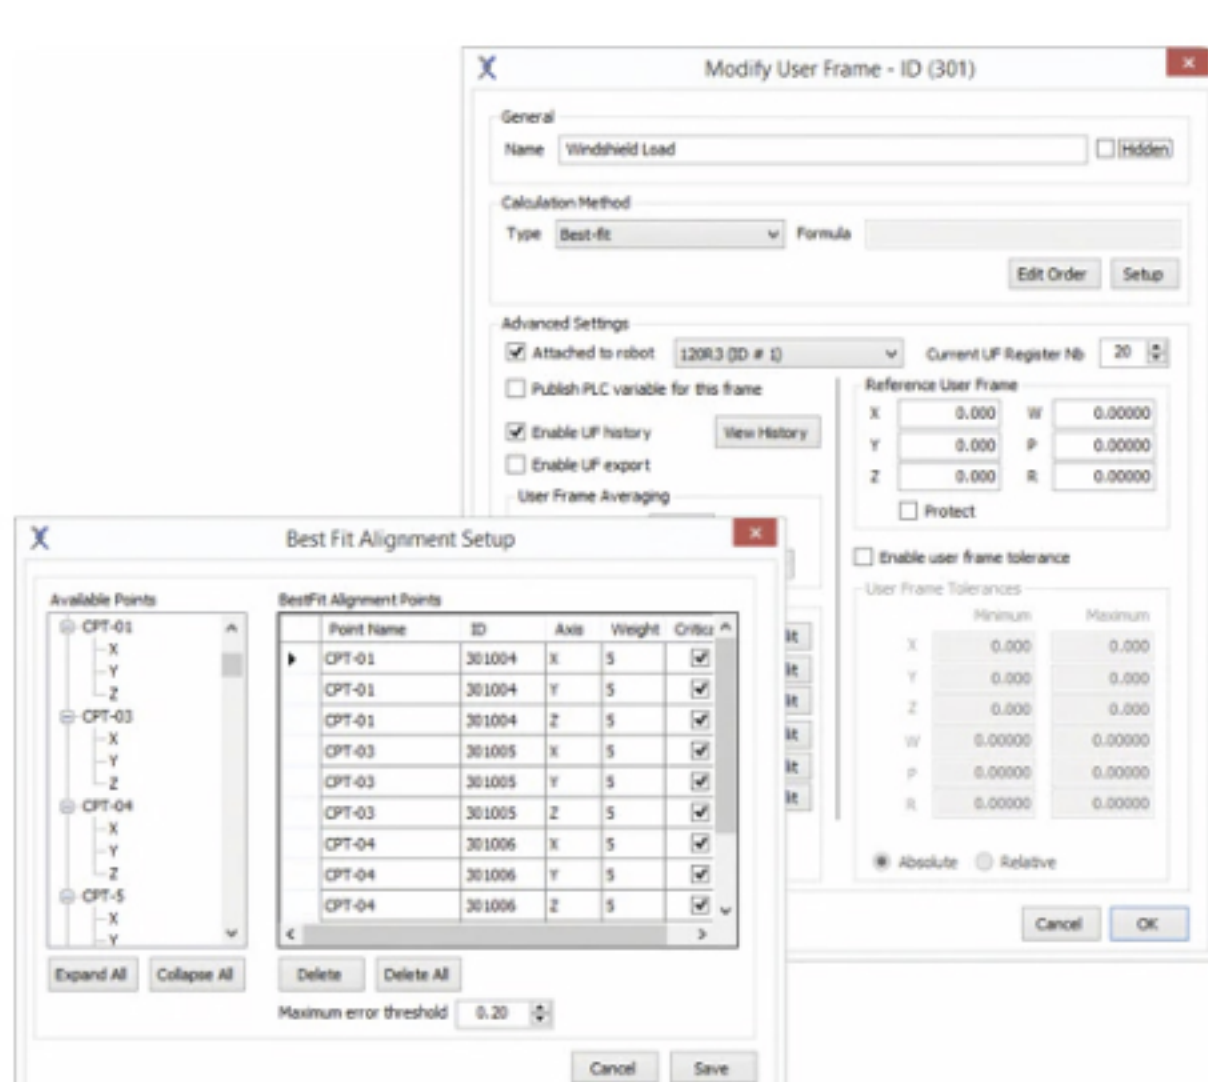 Modify User Frame - ID (301)
General
Name Windshield Load Hidden
Calculation Method
Type Best-fit Formula
Edit Order Setup
Advanced Settings
Attached to robot 120R3 (ID # 1) Current UF Register Nb 20
Publish PLC variable for this frame
Enable UF history View History
Enable UF export
User Frame Averaging
Reference User Frame
X 0.000 W 0.00000
Y 0.000 P 0.00000
Z 0.000 R 0.00000
Protect
Enable user frame tolerance
User Frame Tolerances
Minimum Maximum
X 0.000 0.000
Y 0.000 0.000
Z 0.000 0.000
W 0.00000 0.00000
P 0.00000 0.00000
R 0.00000 0.00000
Absolute Relative
Cancel OK
Best Fit Alignment Setup
Available Points
CPT-01
X
Y
Z
CPT-03
X
Y
Z
CPT-04
X
Y
Z
CPT-5
X
Y
Expand All Collapse All
BestFit Alignment Points
Point Name ID Axis Weight Critica
CPT-01 301004 X 5
CPT-01 301004 Y 5
CPT-01 301004 Z 5
CPT-03 301005 X 5
CPT-03 301005 Y 5
CPT-03 301005 Z 5
CPT-04 301006 X 5
CPT-04 301006 Y 5
CPT-04 301006 Z 5
Delete Delete All
Maximum error threshold 0.20
Cancel Save